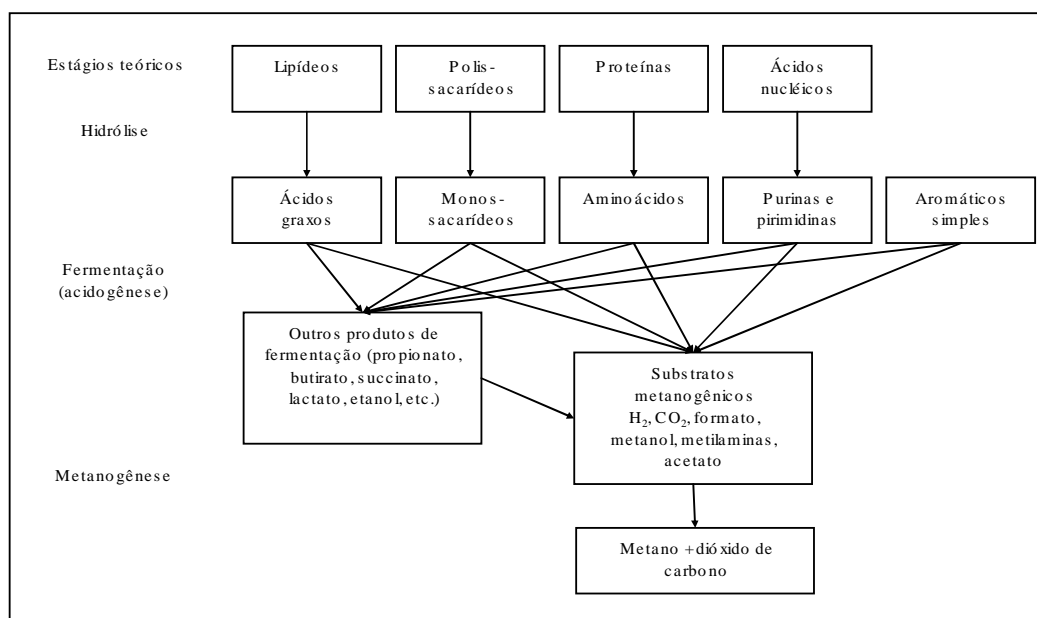 Estágios teóricos
Lipídeos
Polis-
sacarídeos
Proteínas
Ácidos
nucléicos
Hidrólise
Ácidos
graxos
Monos-
sacarídeos
Aminoácidos
Purinas e
pirimidinas
Aromáticos
simples
Fermentação
(acidogênese)
Outros produtos de
fermentação (propionato,
butirato, succinato,
lactato, etanol, etc.)
Substratos
metanogênicos
H₂, CO₂, formato,
metanol, metilaminas,
acetato
Metanogênese
Metano + dióxido de
carbono